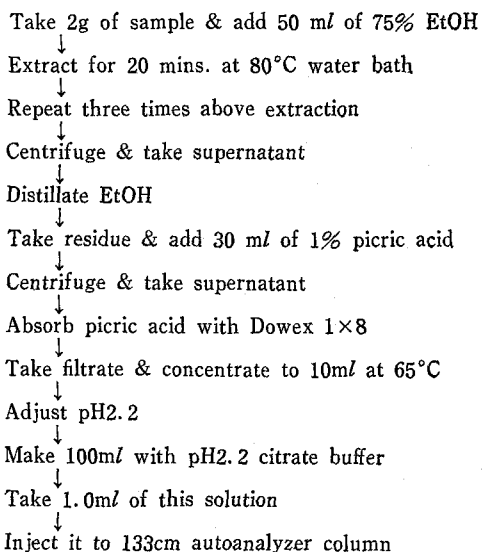 Take 2g of sample & add 50 ml of 75% EtOH
↓
Extract for 20 mins. at 80°C water bath
↓
Repeat three times above extraction
↓
Centrifuge & take supernatant
↓
Distillate EtOH
↓
Take residue & add 30 ml of 1% picric acid
↓
Centrifuge & take supernatant
↓
Absorb picric acid with Dowex 1×8
↓
Take filtrate & concentrate to 10ml at 65°C
↓
Adjust pH2.2
↓
Make 100ml with pH2.2 citrate buffer
↓
Take 1.0ml of this solution
↓
Inject it to 133cm autoanalyzer column